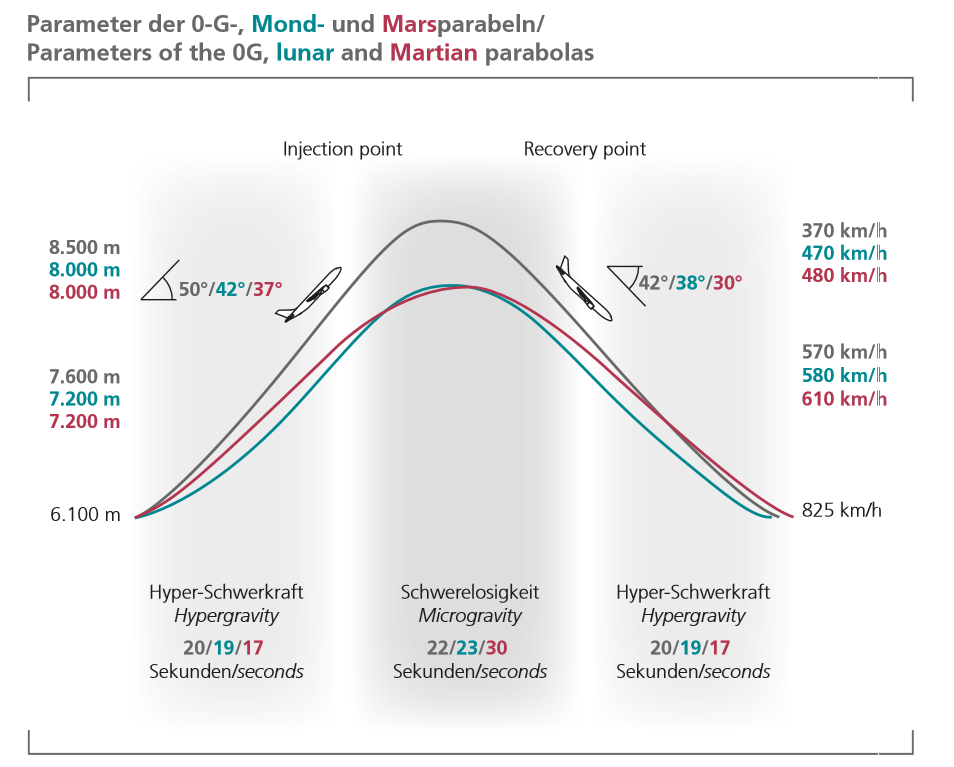 Parameter der 0-G-, Mond- und Marsparabeln/
Parameters of the 0G, lunar and Martian parabolas
Injection point
Recovery point
8.500 m
8.000 m
8.000 m
50°/42°/37°
42°/38°/30°
370 km/h
470 km/h
480 km/h
7.600 m
7.200 m
7.200 m
570 km/h
580 km/h
610 km/h
6.100 m
825 km/h
Hyper-Schwerkraft
Hypergravity
20/19/17
Sekunden/seconds
Schwerelosigkeit
Microgravity
22/23/30
Sekunden/seconds
Hyper-Schwerkraft
Hypergravity
20/19/17
Sekunden/seconds